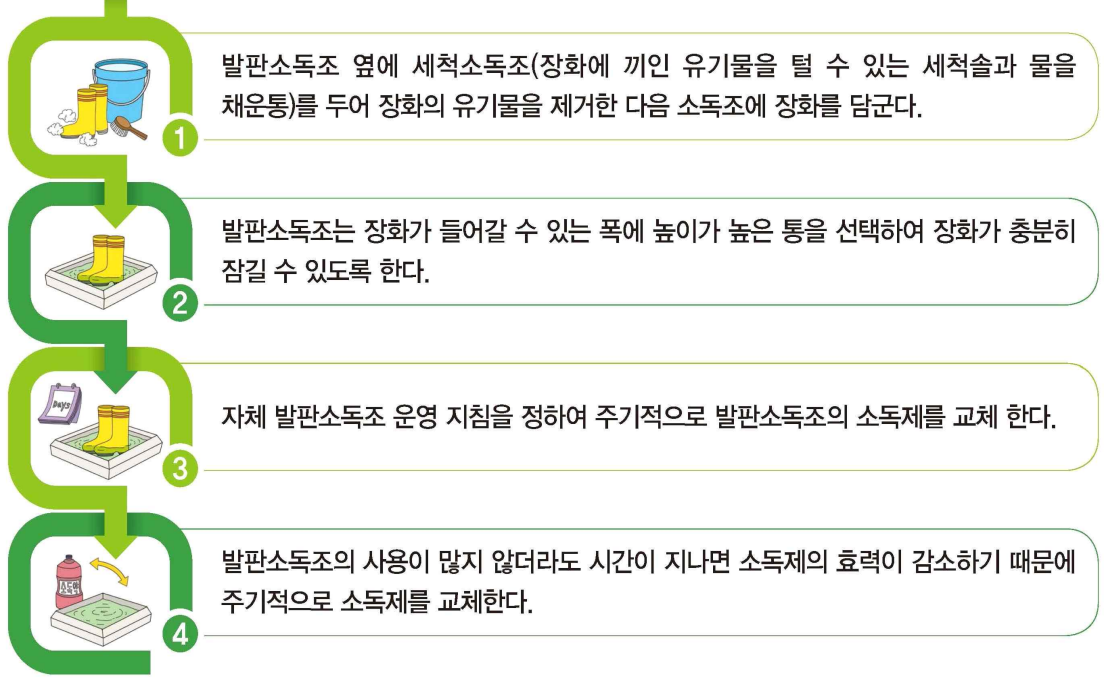 발판소독조 옆에 세척소독조(장화에 끼인 유기물을 털 수 있는 세척솔과 물을
채운통)를 두어 장화의 유기물을 제거한 다음 소독조에 장화를 담군다.
1
발판소독조는 장화가 들어갈 수 있는 폭에 높이가 높은 통을 선택하여 장화가 충분히
잠길 수 있도록 한다.
2
DAYS
자체 발판소독조 운영 지침을 정하여 주기적으로 발판소독조의 소독제를 교체 한다.
3
발판소독조의 사용이 많지 않더라도 시간이 지나면 소독제의 효력이 감소하기 때문에
주기적으로 소독제를 교체한다.
4